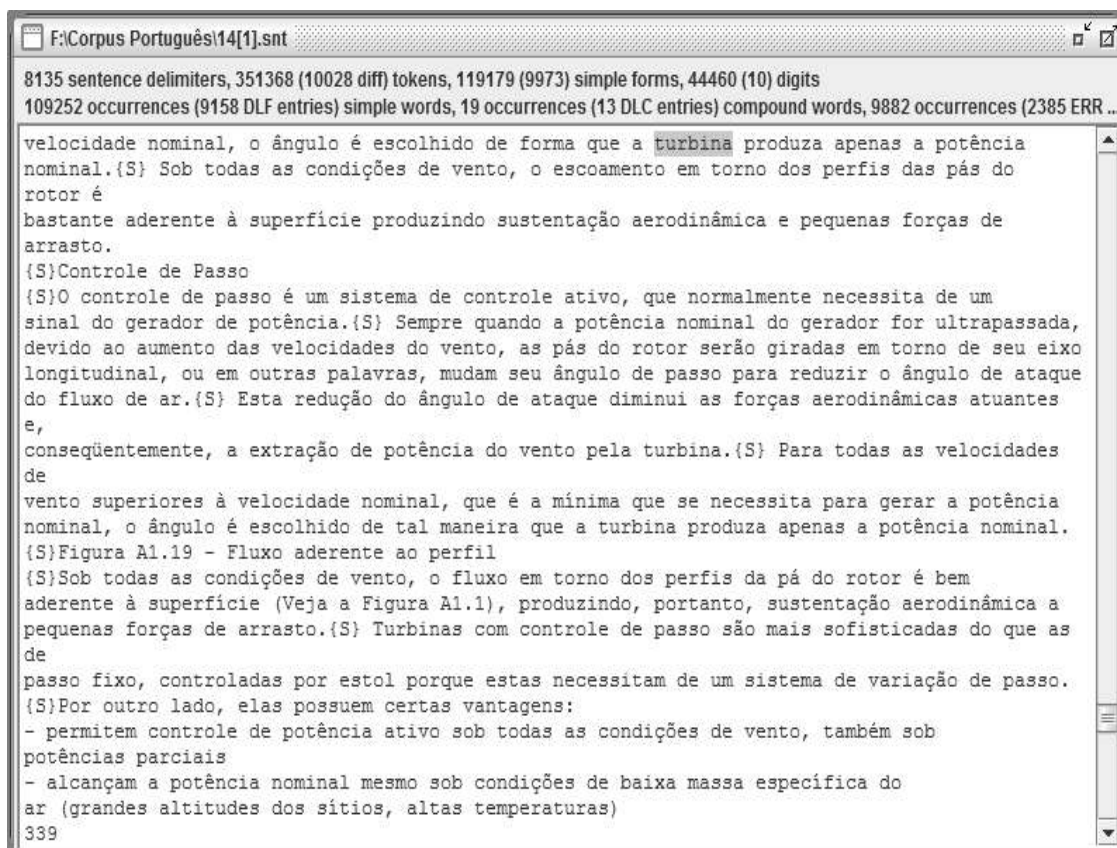 F:\Corpus Português\14[1].snt
8135 sentence delimiters, 351368 (10028 diff) tokens, 119179 (9973) simple forms, 44460 (10) digits
109252 occurrences (9158 DLF entries) simple words, 19 occurrences (13 DLC entries) compound words, 9882 occurrences (2385 ERR ...
velocidade nominal, o ângulo é escolhido de forma que a turbina produza apenas a potência
nominal.{S} Sob todas as condições de vento, o escoamento em torno dos perfis das pás do
rotor é
bastante aderente à superfície produzindo sustentação aerodinâmica e pequenas forças de
arrasto.
{S}Controle de Passo
{S}O controle de passo é um sistema de controle ativo, que normalmente necessita de um
sinal do gerador de potência.{S} Sempre quando a potência nominal do gerador for ultrapassada,
devido ao aumento das velocidades do vento, as pás do rotor serão giradas em torno de seu eixo
longitudinal, ou em outras palavras, mudam seu ângulo de passo para reduzir o ângulo de ataque
do fluxo de ar.{S} Esta redução do ângulo de ataque diminui as forças aerodinâmicas atuantes
e,
conseqüentemente, a extração de potência do vento pela turbina.{S} Para todas as velocidades
de
vento superiores à velocidade nominal, que é a mínima que se necessita para gerar a potência
nominal, o ângulo é escolhido de tal maneira que a turbina produza apenas a potência nominal.
{S}Figura A1.19 - Fluxo aderente ao perfil
{S}Sob todas as condições de vento, o fluxo em torno dos perfis da pá do rotor é bem
aderente à superfície (Veja a Figura A1.1), produzindo, portanto, sustentação aerodinâmica a
pequenas forças de arrasto.{S} Turbinas com controle de passo são mais sofisticadas do que as
de
passo fixo, controladas por estol porque estas necessitam de um sistema de variação de passo.
{S}Por outro lado, elas possuem certas vantagens:
- permitem controle de potência ativo sob todas as condições de vento, também sob
potências parciais
- alcançam a potência nominal mesmo sob condições de baixa massa específica do
ar (grandes altitudes dos sítios, altas temperaturas)
339